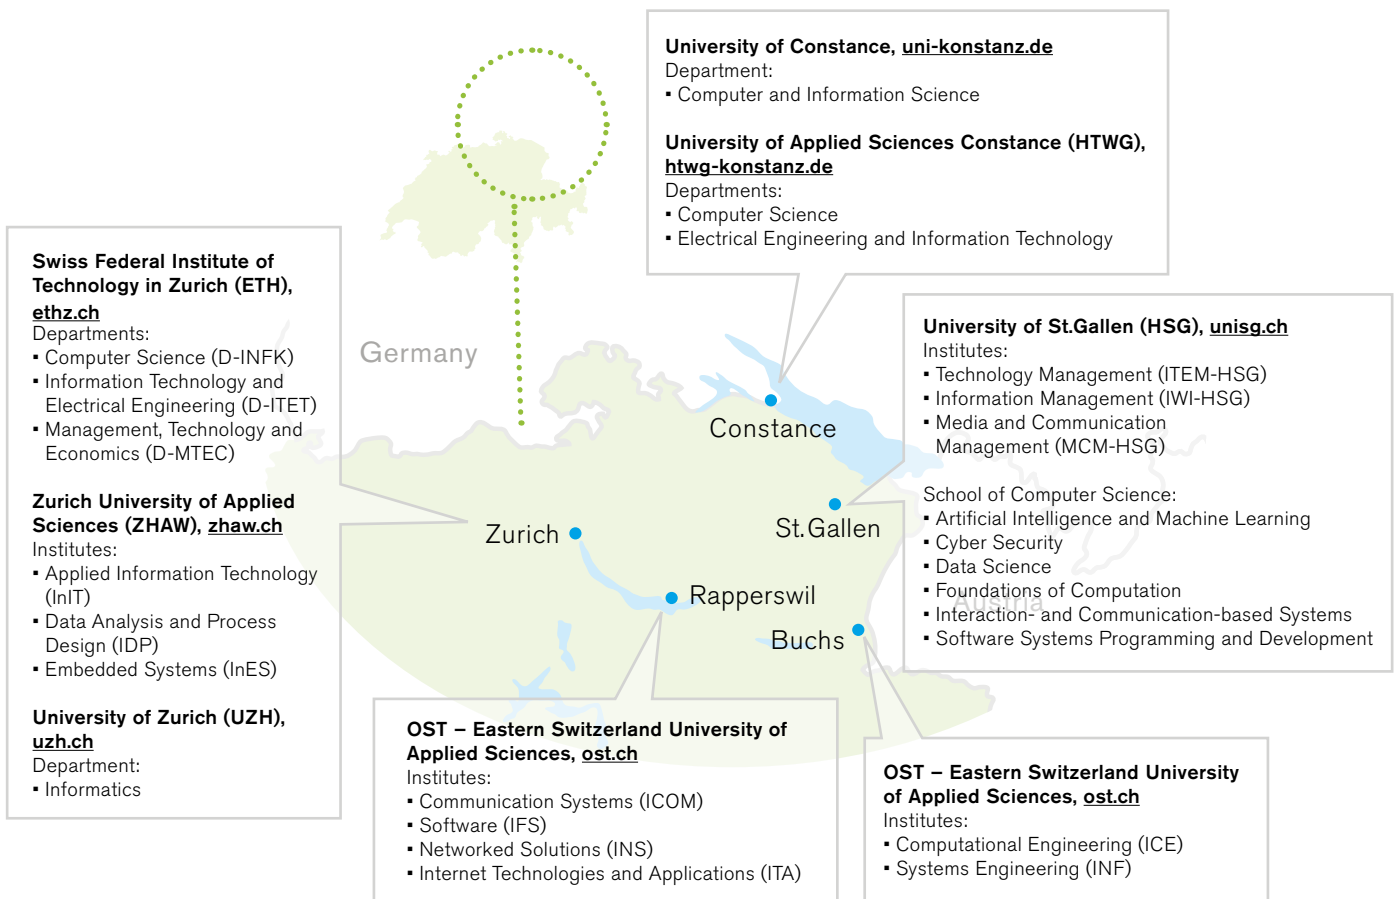 University of Constance, uni-konstanz.de
Department:
▪ Computer and Information Science
University of Applied Sciences Constance (HTWG),
htwg-konstanz.de
Departments:
▪ Computer Science
▪ Electrical Engineering and Information Technology
Swiss Federal Institute of
Technology in Zurich (ETH),
ethz.ch
Departments:
▪ Computer Science (D-INFK)
▪ Information Technology and
Electrical Engineering (D-ITET)
▪ Management, Technology and
Economics (D-MTEC)
Zurich University of Applied
Sciences (ZHAW), zhaw.ch
Institutes:
▪ Applied Information Technology
(InIT)
▪ Data Analysis and Process
Design (IDP)
▪ Embedded Systems (InES)
University of Zurich (UZH),
uzh.ch
Department:
▪ Informatics
Germany
Constance
St.Gallen
Zurich
Rapperswil
Buchs
Austria
University of St.Gallen (HSG), unisg.ch
Institutes:
▪ Technology Management (ITEM-HSG)
▪ Information Management (IWI-HSG)
▪ Media and Communication
Management (MCM-HSG)
School of Computer Science:
▪ Artificial Intelligence and Machine Learning
▪ Cyber Security
▪ Data Science
▪ Foundations of Computation
▪ Interaction- and Communication-based Systems
▪ Software Systems Programming and Development
OST – Eastern Switzerland University of
Applied Sciences, ost.ch
Institutes:
▪ Communication Systems (ICOM)
▪ Software (IFS)
▪ Networked Solutions (INS)
▪ Internet Technologies and Applications (ITA)
OST – Eastern Switzerland University
of Applied Sciences, ost.ch
Institutes:
▪ Computational Engineering (ICE)
▪ Systems Engineering (INF)